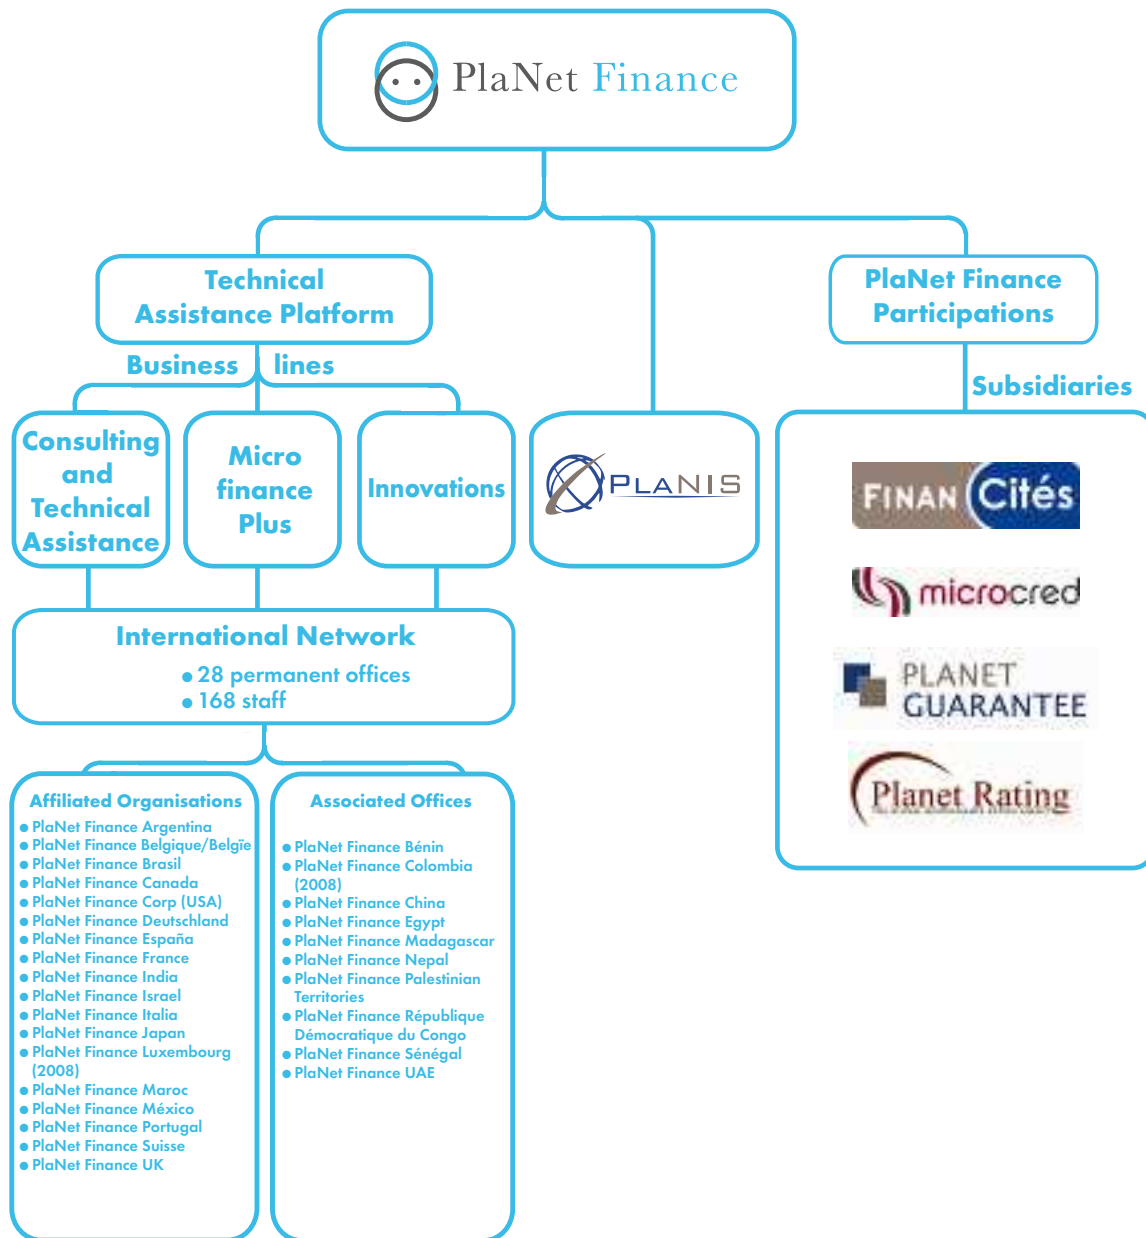 PlaNet Finance
Technical
Assistance Platform
PlaNet Finance
Participations
Business lines
Subsidiaries
Consulting
and
Technical
Assistance
Micro
finance
Plus
Innovations
PLANIS
FINAN Cités
microcred
PLANET
GUARANTEE
Planet Rating
International Network
● 28 permanent offices
● 168 staff
Affiliated Organisations
● PlaNet Finance Argentina
● PlaNet Finance Belgique/Belgïe
● PlaNet Finance Brasil
● PlaNet Finance Canada
● PlaNet Finance Corp (USA)
● PlaNet Finance Deutschland
● PlaNet Finance España
● PlaNet Finance France
● PlaNet Finance India
● PlaNet Finance Israel
● PlaNet Finance Italia
● PlaNet Finance Japan
● PlaNet Finance Luxembourg
(2008)
● PlaNet Finance Maroc
● PlaNet Finance México
● PlaNet Finance Portugal
● PlaNet Finance Suisse
● PlaNet Finance UK
Associated Offices
● PlaNet Finance Bénin
● PlaNet Finance Colombia
(2008)
● PlaNet Finance China
● PlaNet Finance Egypt
● PlaNet Finance Madagascar
● PlaNet Finance Nepal
● PlaNet Finance Palestinian
Territories
● PlaNet Finance République
Démocratique du Congo
● PlaNet Finance Sénégal
● PlaNet Finance UAE